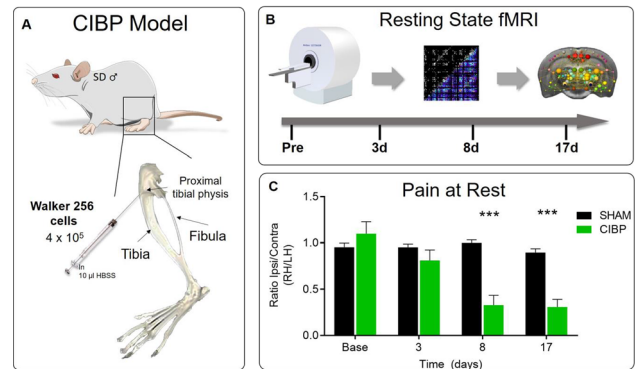 A
CIBP Model
SD ♂
Proximal
tibial physis
Walker 256
cells
4 x 10⁵
Fibula
Tibia
In
10 µl HBSS
B
Resting State fMRI
Pre
3d
8d
17d
C
Pain at Rest
Ratio Ipsi/Contra
(RH/LH)
1.5
1.0
0.5
0.0
***
***
SHAM
CIBP
Base
3
8
17
Time (days)